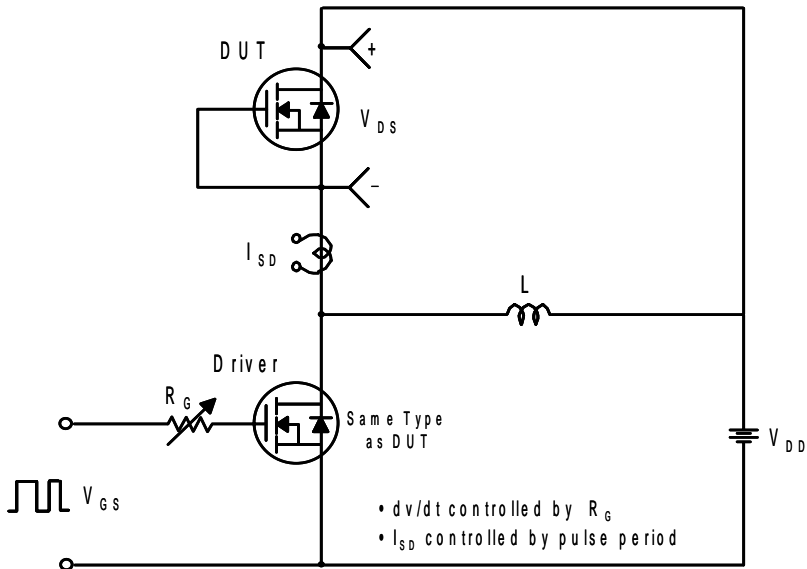 DUT
+
V DS
–
I SD
L
Driver
R G
Same Type
as DUT
V DD
V GS
• dv/dt controlled by R G
• I SD controlled by pulse period